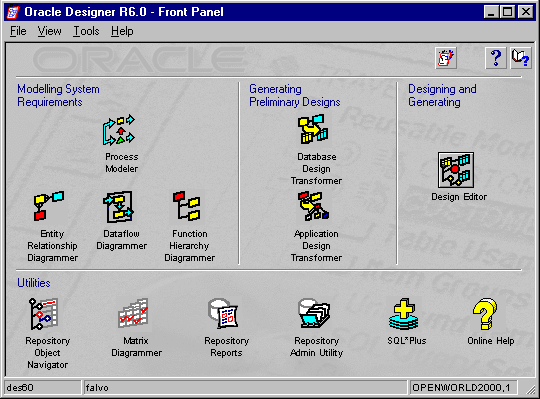 Oracle Designer R6.0 - Front Panel
File View Tools Help
ORACLE
Modelling System
Requirements
Generating
Preliminary Designs
Designing and
Generating
Process
Modeler
Database
Design
Transformer
Design Editor
Entity
Relationship
Diagrammer
Dataflow
Diagrammer
Function
Hierarchy
Diagrammer
Application
Design
Transformer
Utilities
Repository
Object
Navigator
Matrix
Diagrammer
Repository
Reports
Repository
Admin Utility
SQL*Plus
Online Help
des60
falvo
OPENWORLD2000,1